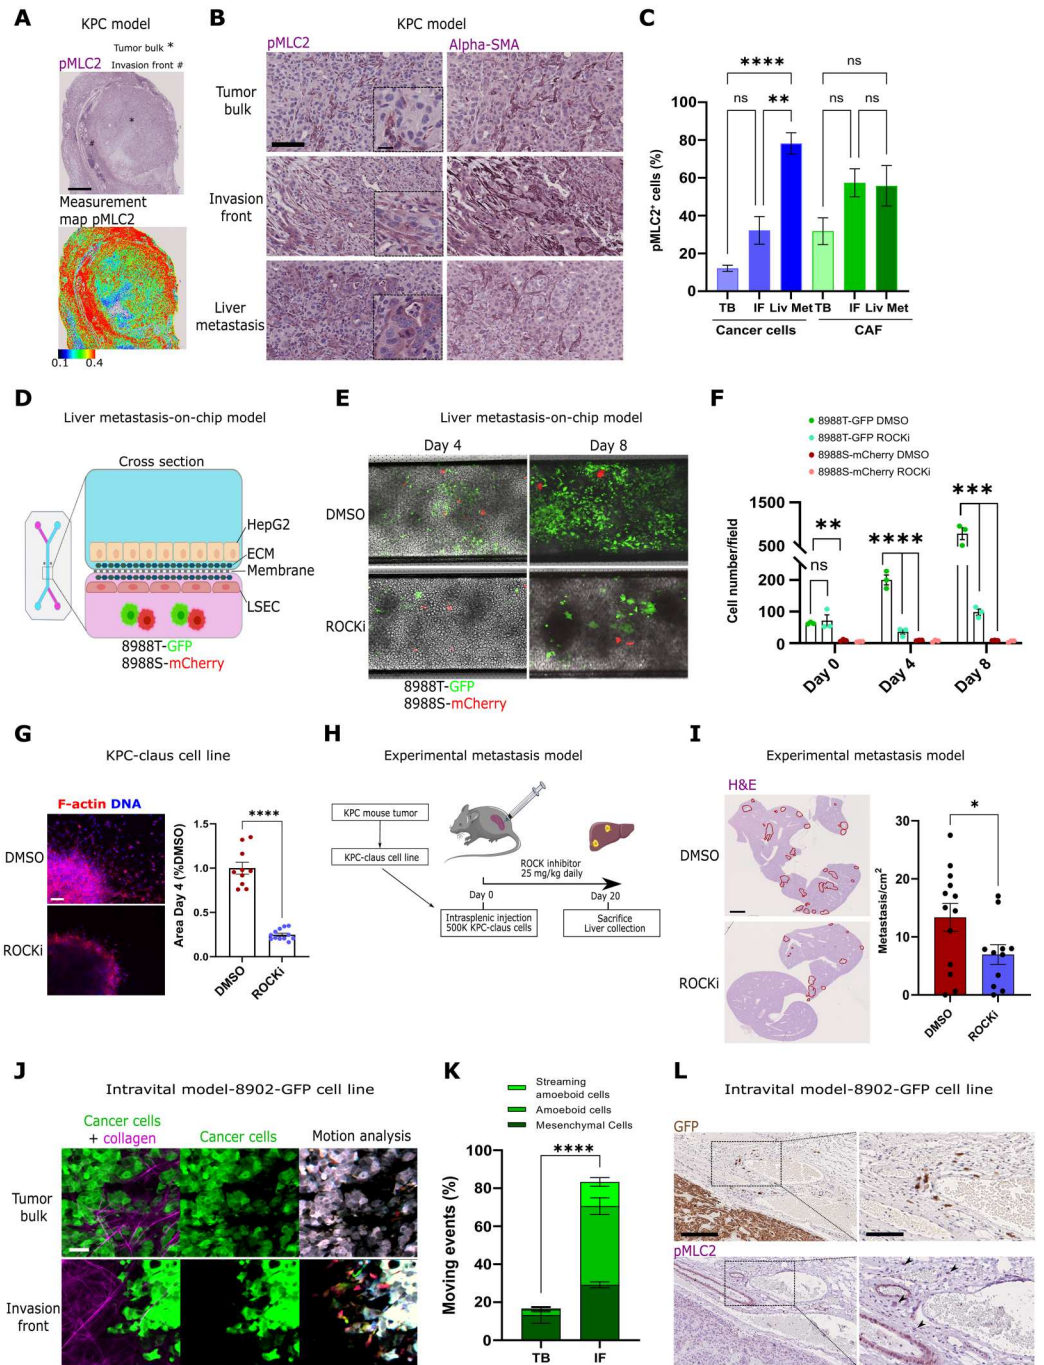 A
KPC model
Tumor bulk *
pMLC2 Invasion front #
*
#
Measurement
map pMLC2
0.1 0.4
B
KPC model
pMLC2
Alpha-SMA
Tumor
bulk
Invasion
front
Liver
metastasis
C
ns
****
ns
**
ns
ns
100
80
60
40
20
0
pMLC2⁺ cells (%)
TB IF Liv Met TB IF Liv Met
Cancer cells CAF
D
Liver metastasis-on-chip model
Cross section
HepG2
ECM
Membrane
LSEC
8988T-GFP
8988S-mCherry
E
Liver metastasis-on-chip model
Day 4 Day 8
DMSO
ROCKi
8988T-GFP
8988S-mCherry
F
8988T-GFP DMSO
8988T-GFP ROCKi
8988S-mCherry DMSO
8988S-mCherry ROCKi
1500
500
200
100
0
Cell number/field
**
ns
****
***
Day 0
Day 4
Day 8
G
KPC-claus cell line
F-actin DNA
DMSO
ROCKi
****
1.5
1.0
0.5
0.0
Area Day 4 (%DMSO)
DMSO
ROCKi
H
Experimental metastasis model
KPC mouse tumor
KPC-claus cell line
ROCK inhibitor
25 mg/kg daily
Day 0
Day 20
Intrasplenic injection
500K KPC-claus cells
Sacrifice
Liver collection
I
Experimental metastasis model
H&E
DMSO
ROCKi
*
30
20
10
0
Metastasis/cm²
DMSO
ROCKi
J
Intravital model-8902-GFP cell line
Cancer cells
+ collagen
Cancer cells
Motion analysis
Tumor
bulk
Invasion
front
K
Streaming
amoeboid cells
Amoeboid cells
Mesenchymal Cells
****
100
80
60
40
20
0
Moving events (%)
TB IF
L
Intravital model-8902-GFP cell line
GFP
pMLC2